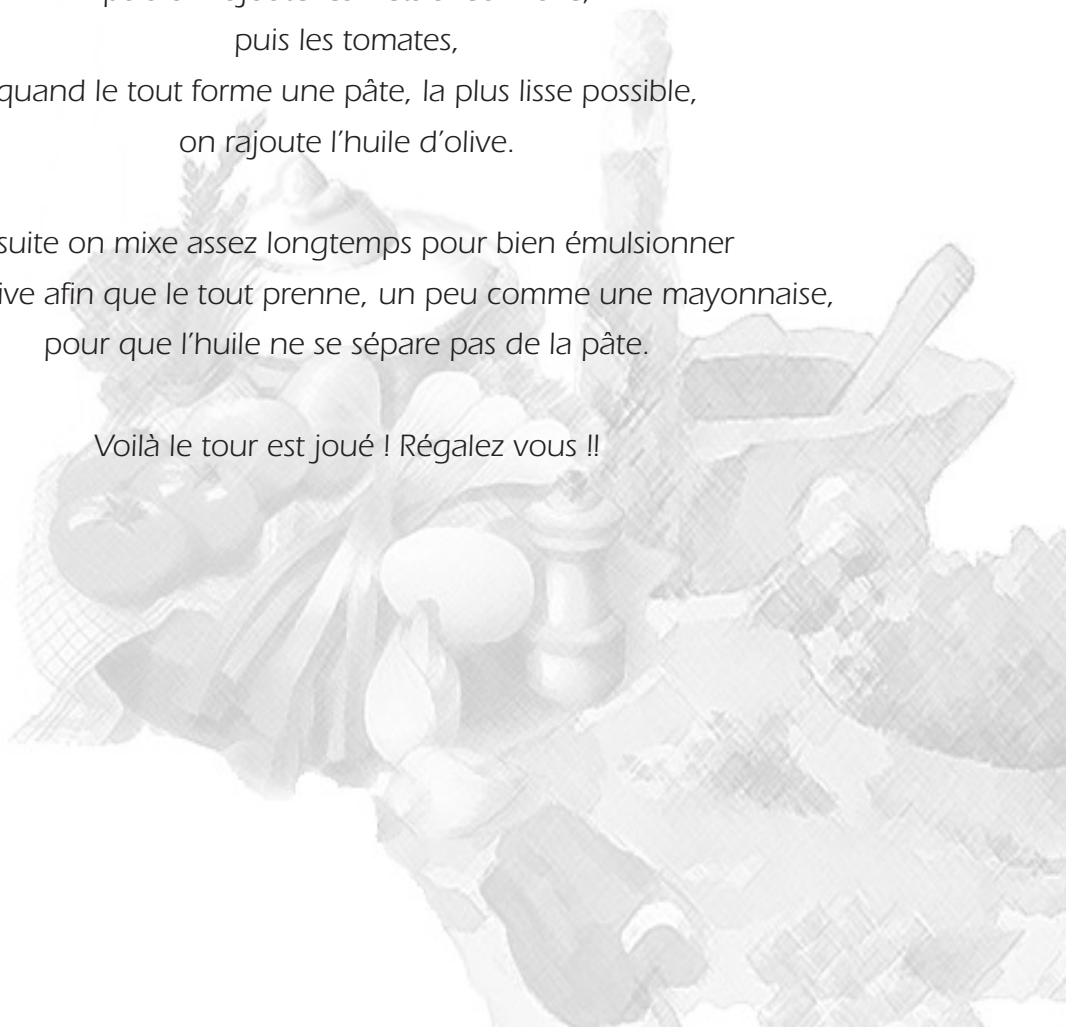 puis les tomates,
quand le tout forme une pâte, la plus lisse possible,
on rajoute l'huile d'olive.
suite on mixe assez longtemps pour bien émulsionner
ive afin que le tout prenne, un peu comme une mayonnaise,
pour que l'huile ne se sépare pas de la pâte.
Voilà le tour est joué ! Régalez vous !!